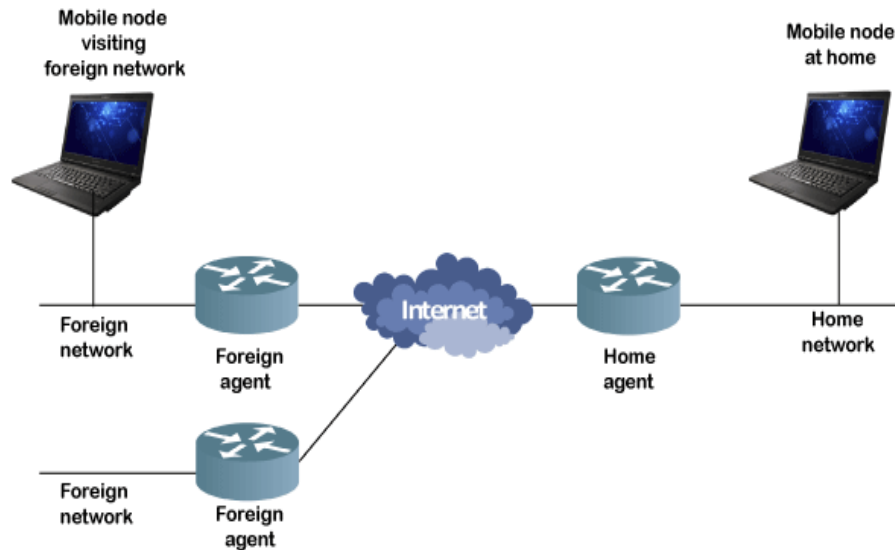 Mobile node
visiting
foreign network
Mobile node
at home
Internet
Foreign
network
Foreign
agent
Home
agent
Home
network
Foreign
network
Foreign
agent